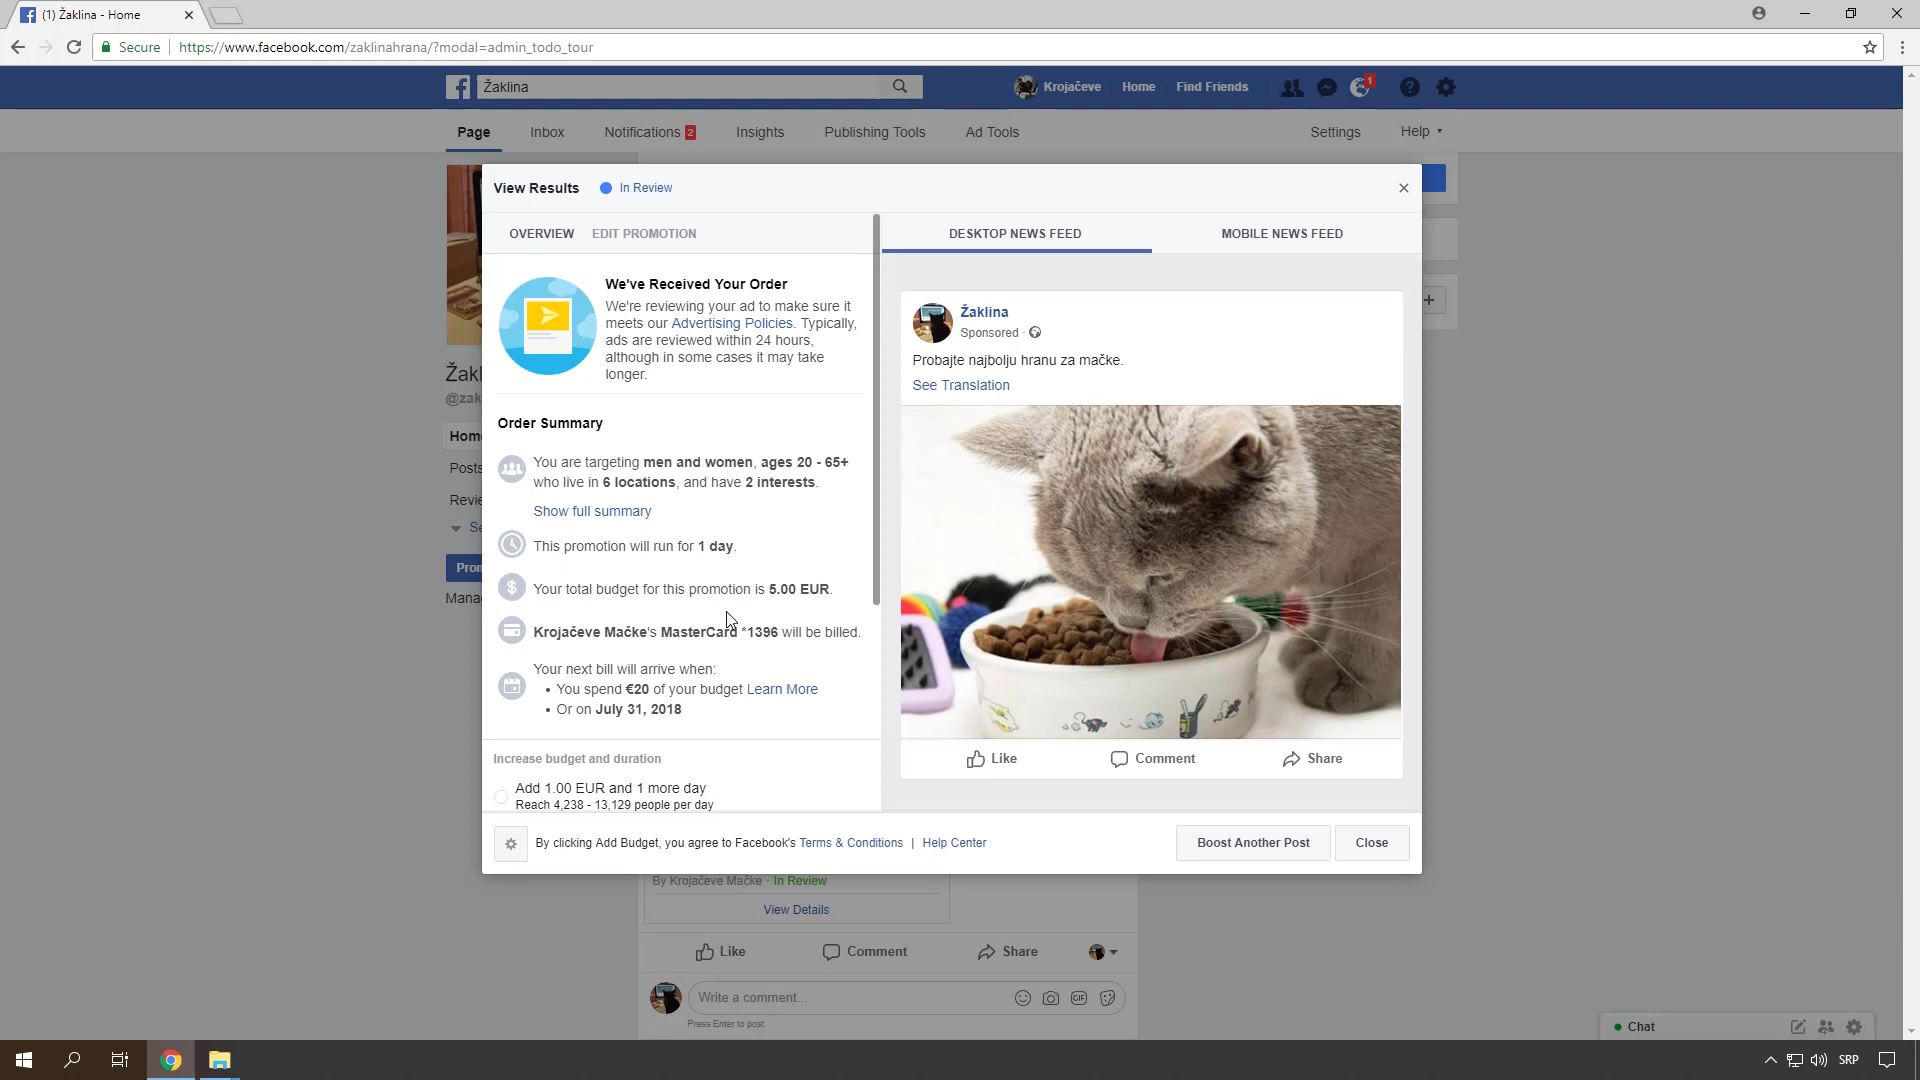 (1) Žaklina - Home
Secure
https://www.facebook.com/zaklinahrana/?modal=admin_todo_tour
Žaklina
Krojačeve
Home
Find Friends
1
Page
Inbox
Notifications 2
Insights
Publishing Tools
Ad Tools
Settings
Help
View Results
In Review
OVERVIEW
EDIT PROMOTION
We've Received Your Order
We're reviewing your ad to make sure it
meets our Advertising Policies. Typically,
ads are reviewed within 24 hours,
although in some cases it may take
longer.
Order Summary
You are targeting men and women, ages 20 - 65+
who live in 6 locations, and have 2 interests.
Show full summary
This promotion will run for 1 day.
Your total budget for this promotion is 5.00 EUR.
Krojačeve Mačke's MasterCard *1396 will be billed.
Your next bill will arrive when:
• You spend €20 of your budget Learn More
• Or on July 31, 2018
Increase budget and duration
Add 1.00 EUR and 1 more day
Reach 4,238 - 13,129 people per day
DESKTOP NEWS FEED
MOBILE NEWS FEED
Žaklina
Sponsored ·
Probajte najbolju hranu za mačke.
See Translation
Like
Comment
Share
By clicking Add Budget, you agree to Facebook's Terms & Conditions | Help Center
Boost Another Post
Close
Žakl
@zak
Hom
Posts
Revie
Se
Pron
Mana
By Krojačeve Mačke · In Review
View Details
Like
Comment
Share
Write a comment...
GIF
Press Enter to post.
Chat
SRP